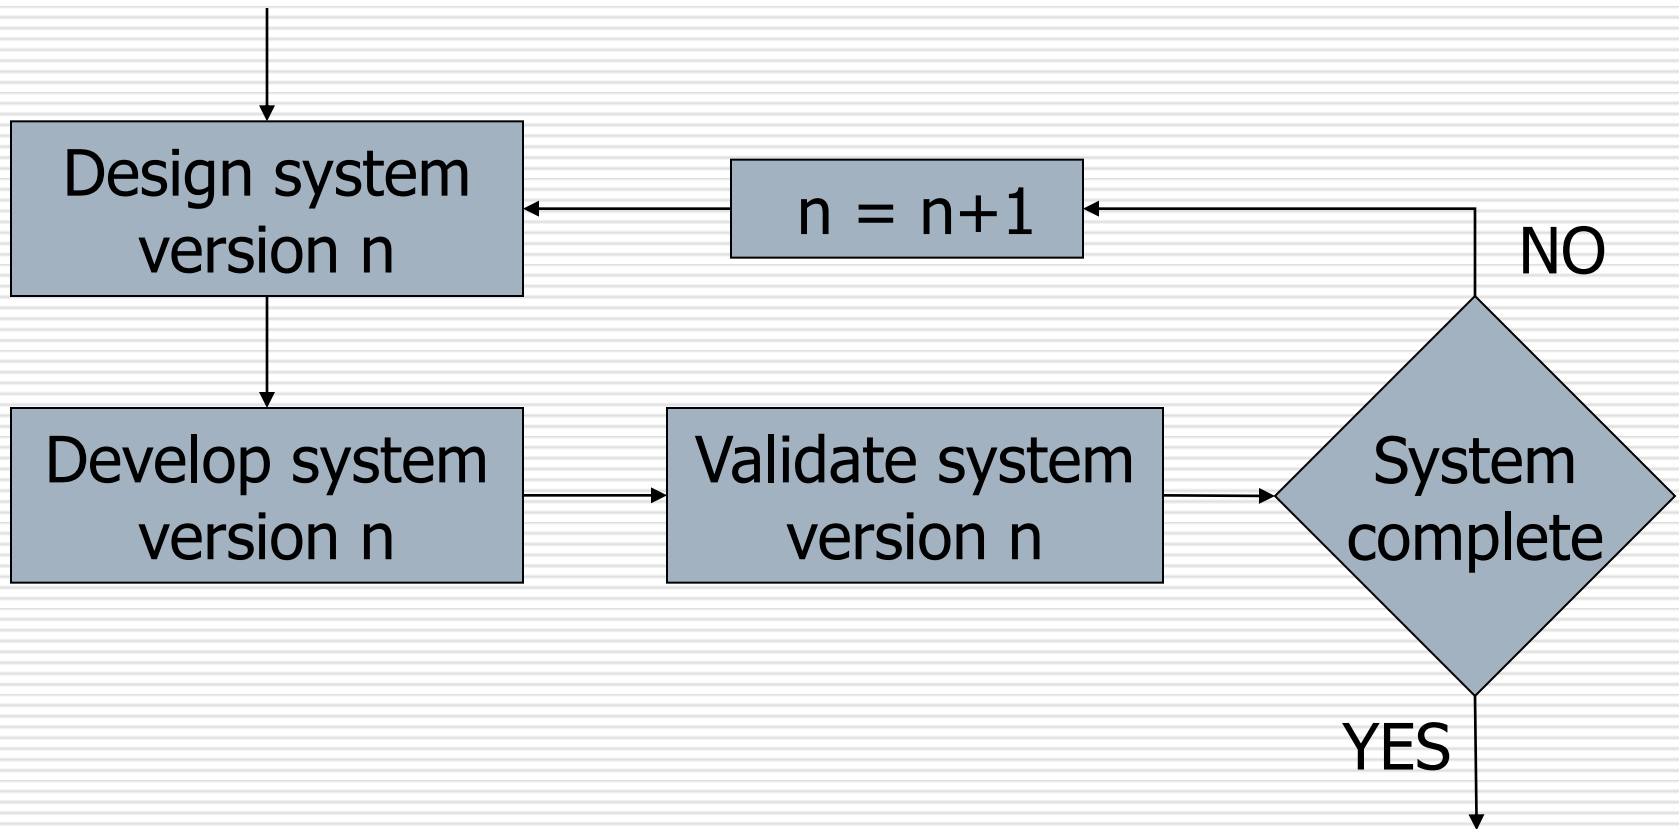 Design system
version n
n = n+1
NO
Develop system
version n
Validate system
version n
System
complete
YES